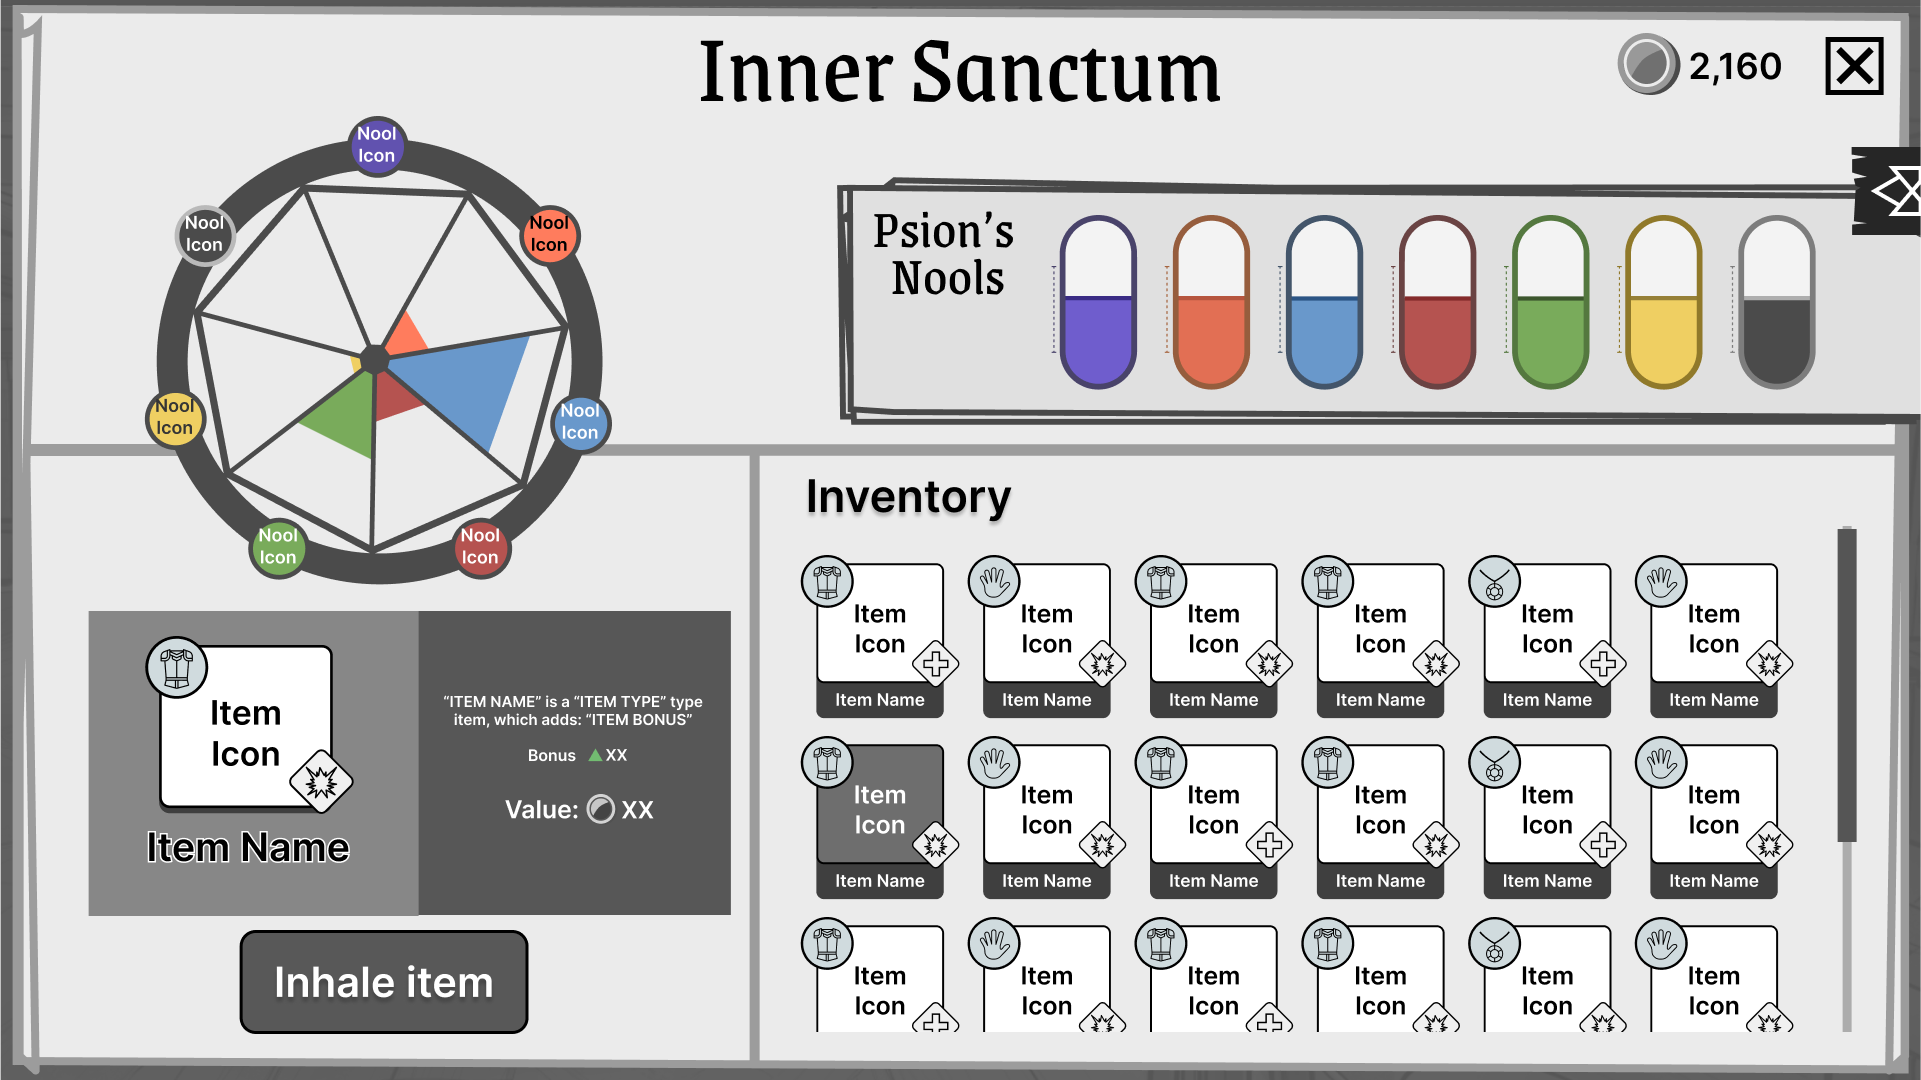 Inner Sanctum
2,160
Nool
Icon
Nool
Icon
Nool
Icon
Nool
Icon
Nool
Icon
Nool
Icon
Nool
Icon
Psion’s
Nools
Item
Icon
Item Name
“ITEM NAME” is a “ITEM TYPE” type
item, which adds: “ITEM BONUS”
Bonus XX
Value: XX
Inhale item
Inventory
Item
Icon
Item Name
Item
Icon
Item Name
Item
Icon
Item Name
Item
Icon
Item Name
Item
Icon
Item Name
Item
Icon
Item Name
Item
Icon
Item Name
Item
Icon
Item Name
Item
Icon
Item Name
Item
Icon
Item Name
Item
Icon
Item Name
Item
Icon
Item Name
Item
Icon
Item
Icon
Item
Icon
Item
Icon
Item
Icon
Item
Icon